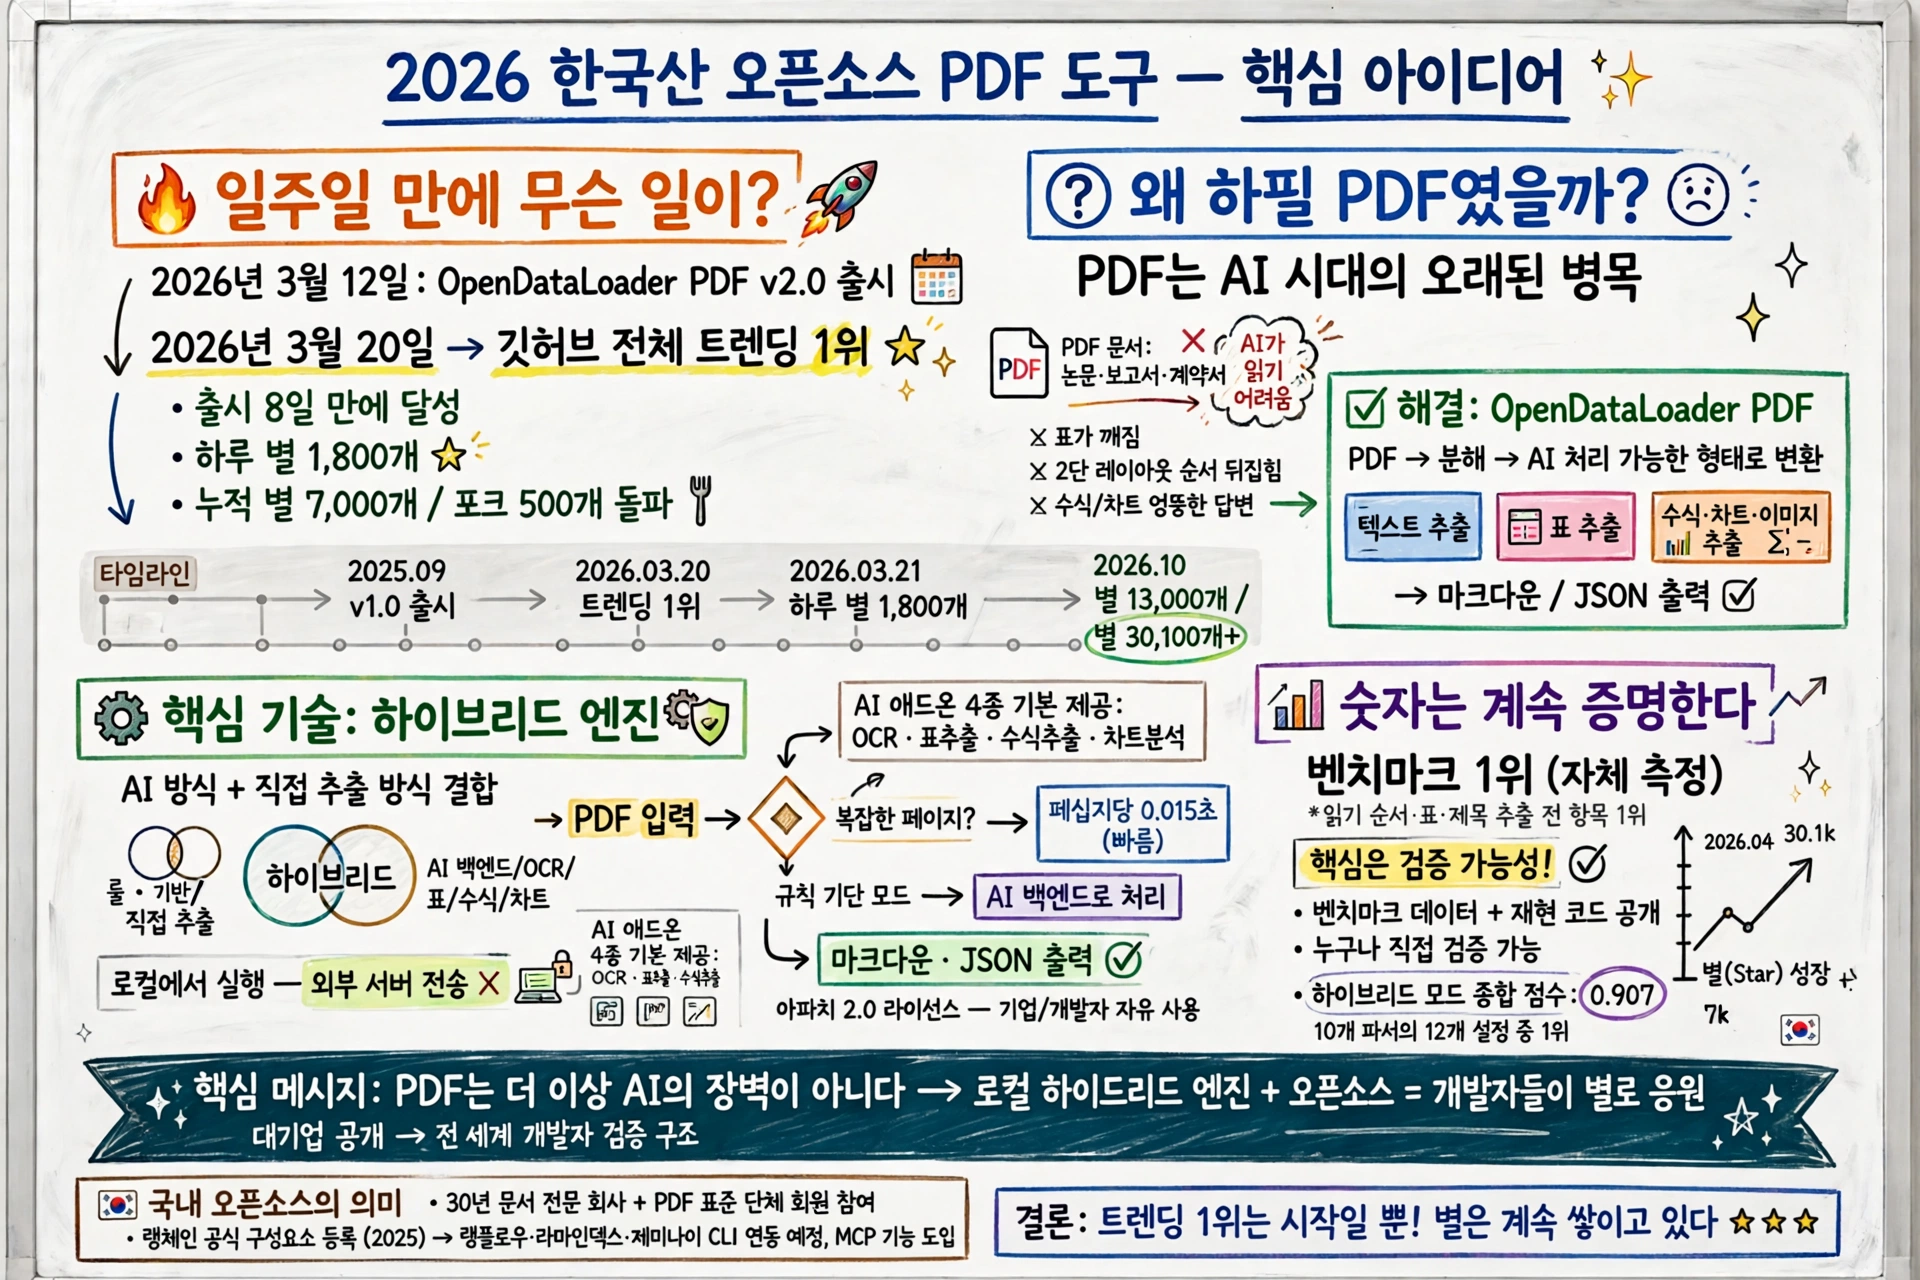 2026 한국산 오픈소스 PDF 도구 — 핵심 아이디어
일주일 만에 무슨 일이?
2026년 3월 12일: OpenDataLoader PDF v2.0 출시
2026년 3월 20일 → 깃허브 전체 트렌딩 1위
• 출시 8일 만에 달성
• 하루 별 1,800개
• 누적 별 7,000개 / 포크 500개 돌파
? 왜 하필 PDF였을까?
PDF는 AI 시대의 오래된 병목
PDF
PDF 문서:
논문·보고서·계약서
AI가
읽기
어려움
X 표가 깨짐
X 2단 레이아웃 순서 뒤집힘
X 수식/차트 엉뚱한 답변
해결: OpenDataLoader PDF
PDF → 분해 → AI 처리 가능한 형태로 변환
텍스트 추출
표 추출
수식·차트·이미지
추출
→ 마크다운 / JSON 출력
타임라인
2025.09
v1.0 출시
2026.03.20
트렌딩 1위
2026.03.21
하루 별 1,800개
2026.10
별 13,000개 /
별 30,100개+
핵심 기술: 하이브리드 엔진
AI 방식 + 직접 추출 방식 결합
룰 · 기반/
직접 추출
하이브리드
AI 백엔드/OCR/
표/수식/차트
로컬에서 실행 — 외부 서버 전송 X
AI 애드온
4종 기본 제공:
OCR · 표추출 · 수식추출
AI 애드온 4종 기본 제공:
OCR · 표추출 · 수식추출 · 차트분석
→ PDF 입력 →
복잡한 페이지? →
페십지당 0.015초
(빠름)
규칙 기단 모드 → AI 백엔드로 처리
마크다운 · JSON 출력
아파치 2.0 라이선스 — 기업/개발자 자유 사용
숫자는 계속 증명한다
벤치마크 1위 (자체 측정)
*읽기 순서·표·제목 추출 전 항목 1위
핵심은 검증 가능성!
• 벤치마크 데이터 + 재현 코드 공개
• 누구나 직접 검증 가능
• 하이브리드 모드 종합 점수: 0.907
10개 파서의 12개 설정 중 1위
2026.04 30.1k
별(Star) 성장
7k
핵심 메시지: PDF는 더 이상 AI의 장벽이 아니다 → 로컬 하이드리드 엔진 + 오픈소스 = 개발자들이 별로 응원
대기업 공개 → 전 세계 개발자 검증 구조
국내 오픈소스의 의미 • 30년 문서 전문 회사 + PDF 표준 단체 회원 참여
• 랭체인 공식 구성요소 등록 (2025) → 랭플로우·라마인덱스·제미나이 CLI 연동 예정, MCP 기능 도입
결론: 트렌딩 1위는 시작일 뿐! 별은 계속 쌓이고 있다